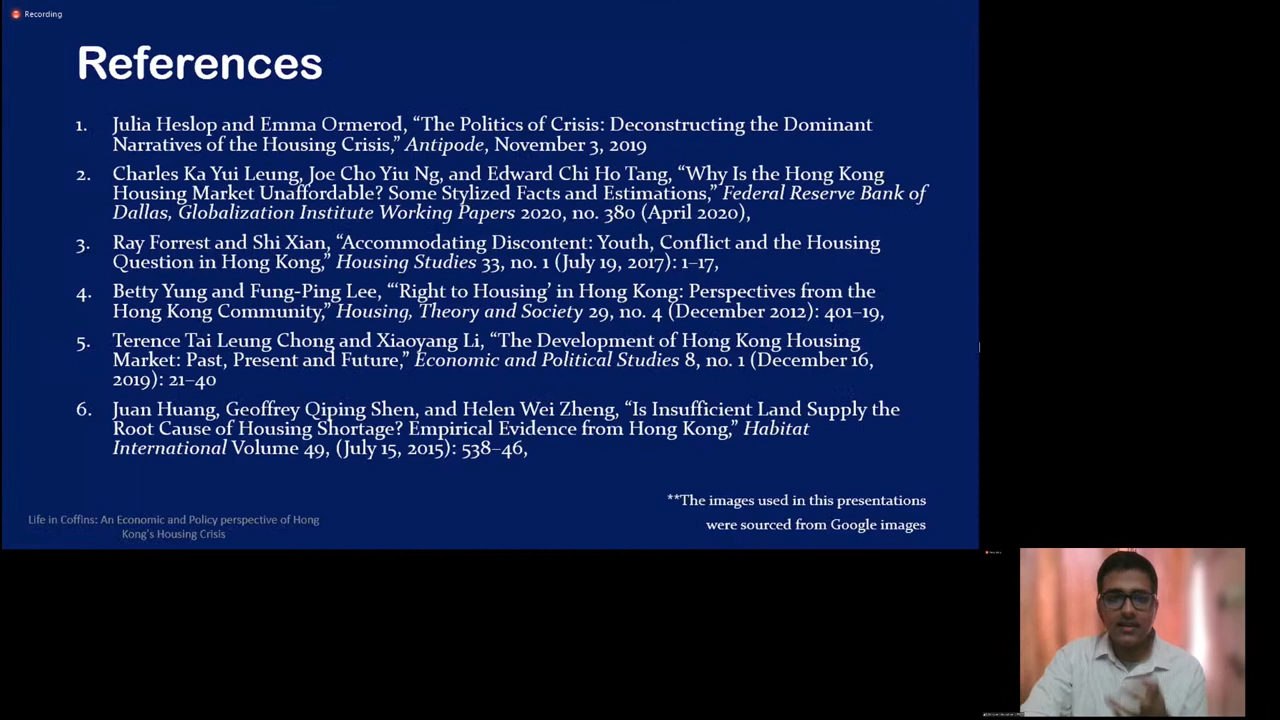 Recording
References
1. Julia Heslop and Emma Ormerod, “The Politics of Crisis: Deconstructing the Dominant
Narratives of the Housing Crisis,” Antipode, November 3, 2019
2. Charles Ka Yui Leung, Joe Cho Yiu Ng, and Edward Chi Ho Tang, “Why Is the Hong Kong
Housing Market Unaffordable? Some Stylized Facts and Estimations,” Federal Reserve Bank of
Dallas, Globalization Institute Working Papers 2020, no. 380 (April 2020),
3. Ray Forrest and Shi Xian, “Accommodating Discontent: Youth, Conflict and the Housing
Question in Hong Kong,” Housing Studies 33, no. 1 (July 19, 2017): 1–17,
4. Betty Yung and Fung-Ping Lee, “‘Right to Housing’ in Hong Kong: Perspectives from the
Hong Kong Community,” Housing, Theory and Society 29, no. 4 (December 2012): 401–19,
5. Terence Tai Leung Chong and Xiaoyang Li, “The Development of Hong Kong Housing
Market: Past, Present and Future,” Economic and Political Studies 8, no. 1 (December 16,
2019): 21–40
6. Juan Huang, Geoffrey Qiping Shen, and Helen Wei Zheng, “Is Insufficient Land Supply the
Root Cause of Housing Shortage? Empirical Evidence from Hong Kong,” Habitat
International Volume 49, (July 15, 2015): 538–46,
**The images used in this presentations
were sourced from Google images
Life in Coffins: An Economic and Policy perspective of Hong
Kong's Housing Crisis